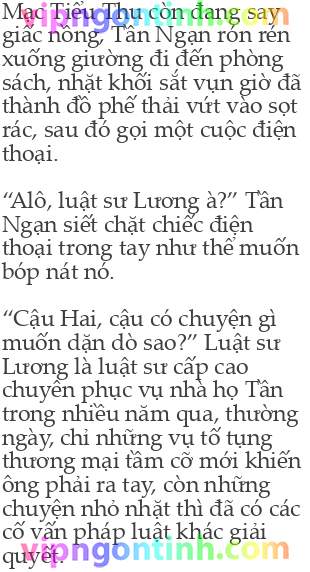 Mạc Tiểu Thụ còn đang say
giấc nồng, Tần Ngạn rón rén
xuống giường đi đến phòng
sách, nhặt khối sắt vụn giờ đã
thành đồ phế thải vứt vào sọt
rác, sau đó gọi một cuộc điện
thoại.
“Alô, luật sư Lương à?” Tần
Ngạn siết chặt chiếc điện
thoại trong tay như thể muốn
bóp nát nó.
“Cậu Hai, cậu có chuyện gì
muốn dặn dò sao?” Luật sư
Lương là luật sư cấp cao
chuyên phục vụ nhà họ Tần
trong nhiều năm qua, thường
ngày, chỉ những vụ tố tụng
thương mại tầm cỡ mới khiến
ông phải ra tay, còn những
chuyện nhỏ nhặt thì đã có các
cố vấn pháp luật khác giải
quyết.
vipngontinh.com
vipngontinh.com